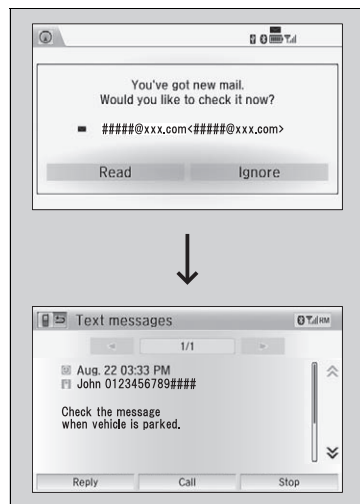 You've got new mail.
Would you like to check it now?
#####@xxx.com<#####@xxx.com>
Read Ignore
Text messages RM
1/1
Aug. 22 03:33 PM
John 0123456789####
Check the message
when vehicle is parked.
Reply Call Stop